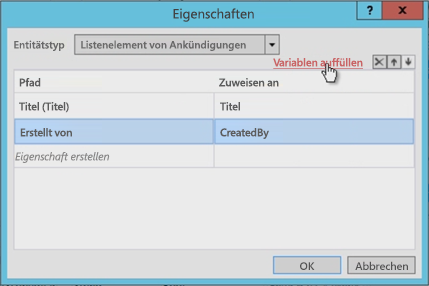 Eigenschaften
? X
Entitätstyp Listenelement von Ankündigungen
Variablen auffüllen
Pfad Zuweisen an
Titel (Titel) Titel
Erstellt von CreatedBy
Eigenschaft erstellen
OK Abbrechen